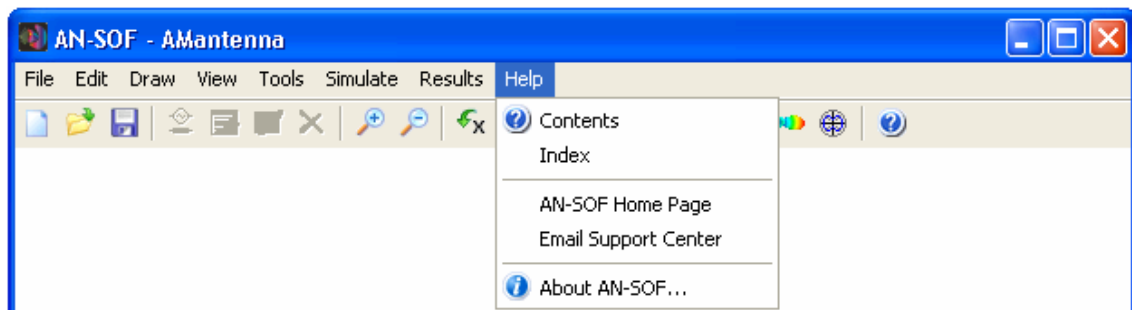 AN-SOF - AMantenna
File Edit Draw View Tools Simulate Results Help
Contents
Index
AN-SOF Home Page
Email Support Center
About AN-SOF...